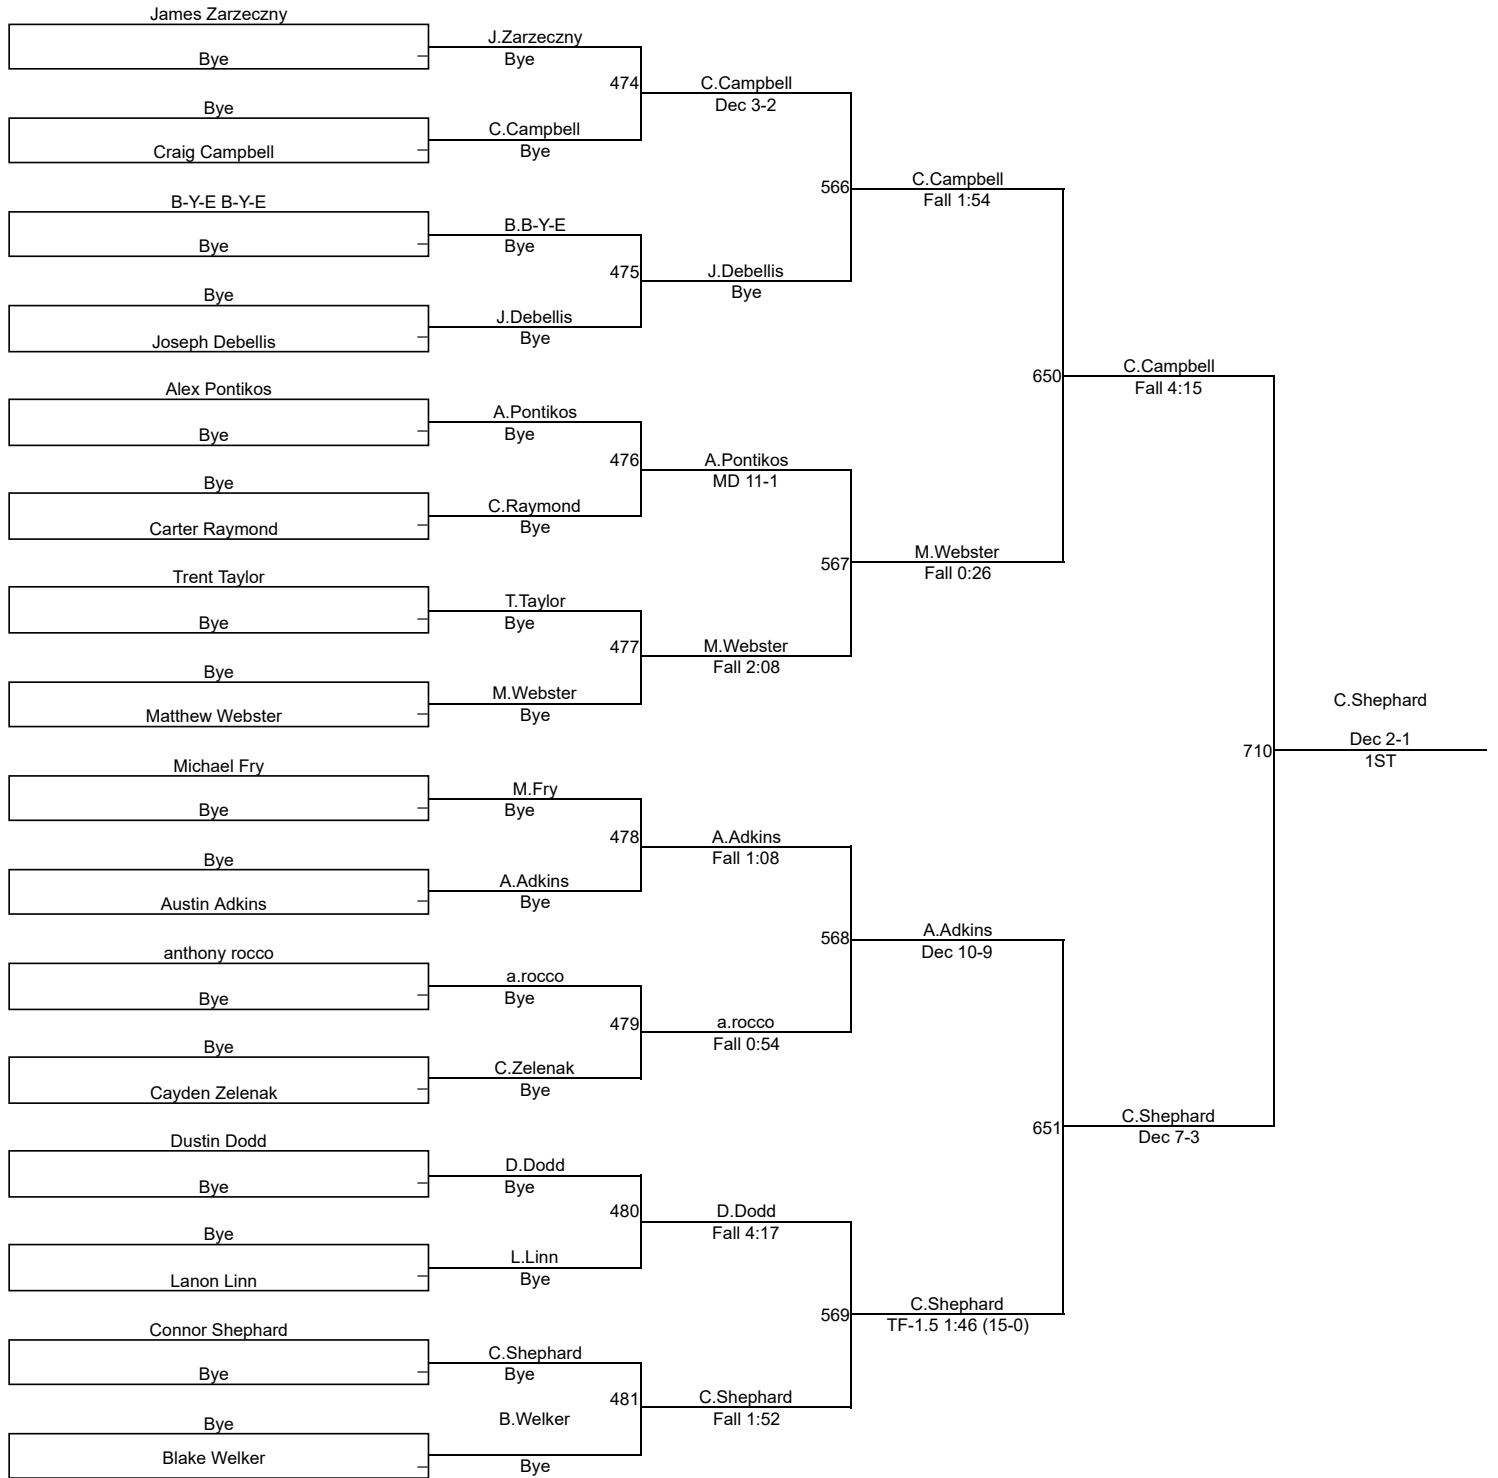 James Zarzeczny
Bye
Bye
Craig Campbell
B-Y-E B-Y-E
Bye
Bye
Joseph Debellis
Alex Pontikos
Bye
Bye
Carter Raymond
Trent Taylor
Bye
Bye
Matthew Webster
Michael Fry
Bye
Bye
Austin Adkins
anthony rocco
Bye
Bye
Cayden Zelenak
Dustin Dodd
Bye
Bye
Lanon Linn
Connor Shephard
Bye
Bye
Blake Welker
J.Zarzeczny
Bye
474
C.Campbell
Bye
B.B-Y-E
Bye
475
J.Debellis
Bye
A.Pontikos
Bye
476
C.Raymond
Bye
T.Taylor
Bye
477
M.Webster
Bye
M.Fry
Bye
478
A.Adkins
Bye
a.rocco
Bye
479
C.Zelenak
Bye
D.Dodd
Bye
480
L.Linn
Bye
C.Shephard
Bye
481
B.Welker
Bye
C.Campbell
Dec 3-2
566
J.Debellis
Bye
A.Pontikos
MD 11-1
567
M.Webster
Fall 2:08
A.Adkins
Fall 1:08
568
a.rocco
Fall 0:54
D.Dodd
Fall 4:17
569
C.Shephard
Fall 1:52
C.Campbell
Fall 1:54
650
M.Webster
Fall 0:26
A.Adkins
Dec 10-9
651
C.Shephard
TF-1.5 1:46 (15-0)
C.Campbell
Fall 4:15
710
C.Shephard
Dec 7-3
C.Shephard
Dec 2-1
1ST